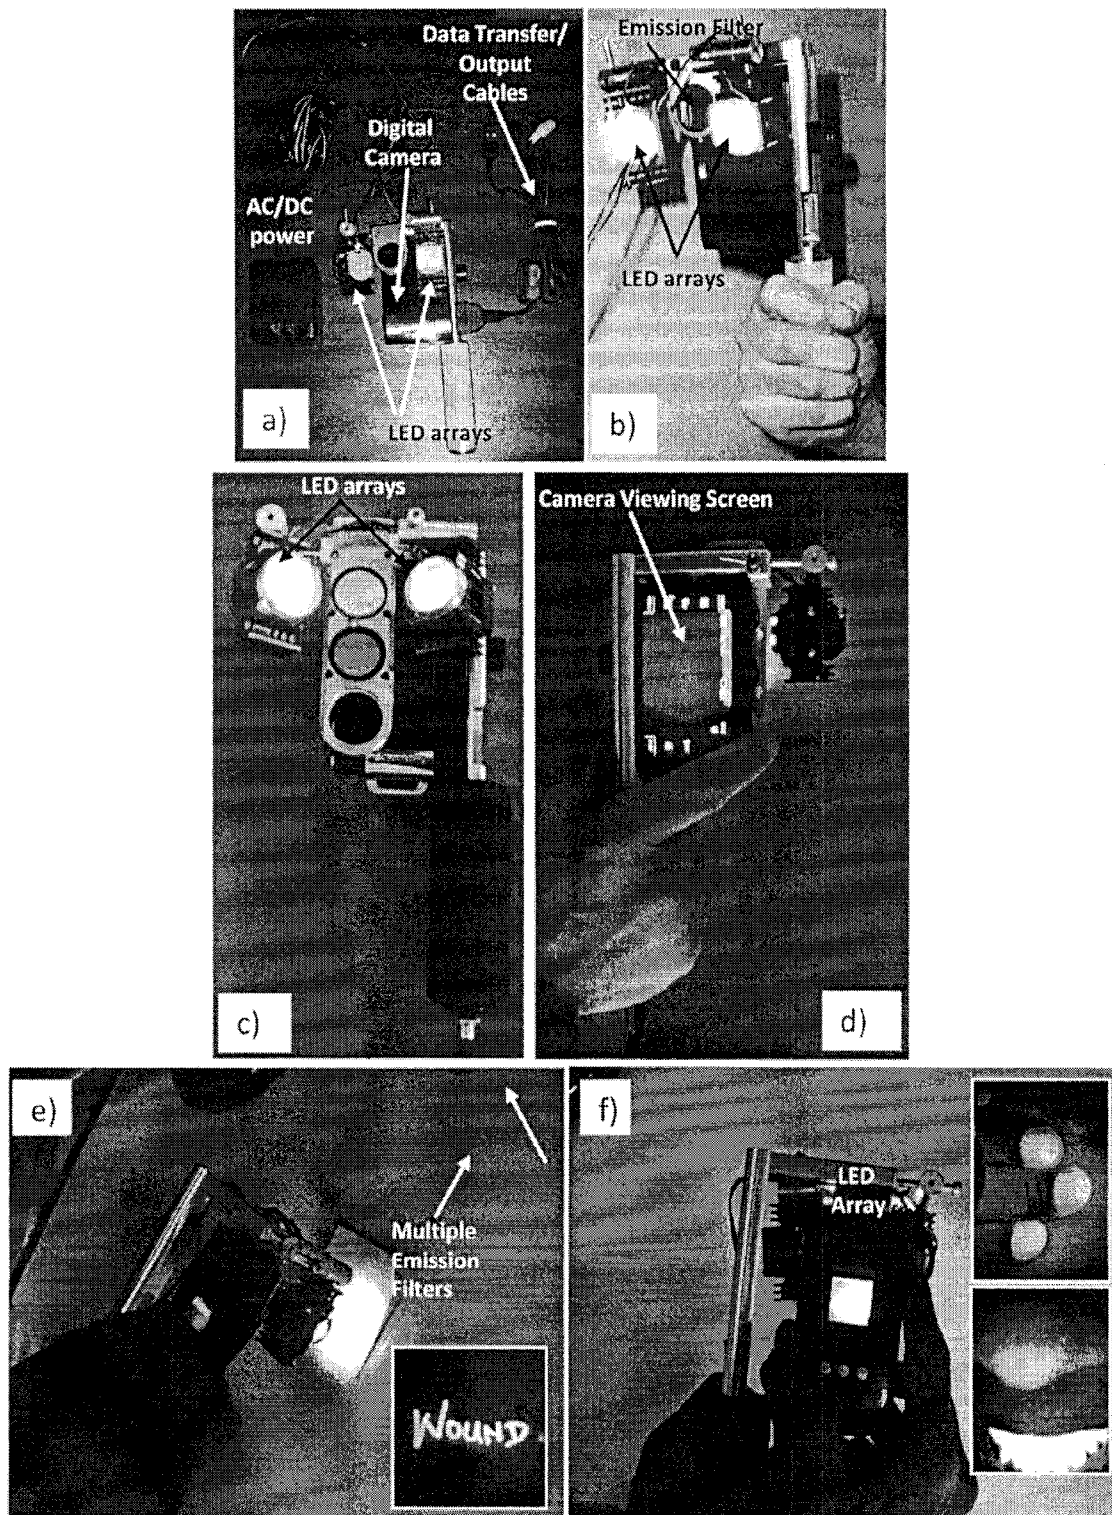 Data Transfer/
Output
Cables
Digital
Camera
AC/DC
power
LED arrays
a)
Emission Filter
LED arrays
b)
LED arrays
c)
Camera Viewing Screen
d)
e)
Multiple
Emission
Filters
WOUND
f)
LED
Array